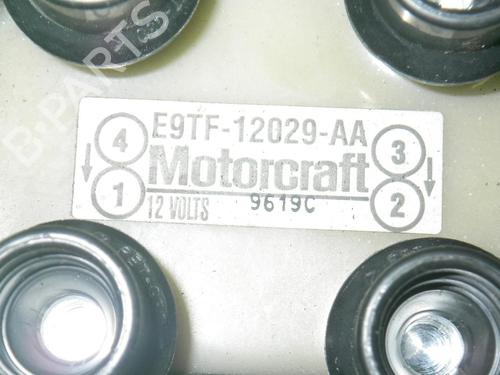 E9TF-12029-AA
4
3
Motorcraft
1
2
12 VOLTS 9619C
B-PARTS